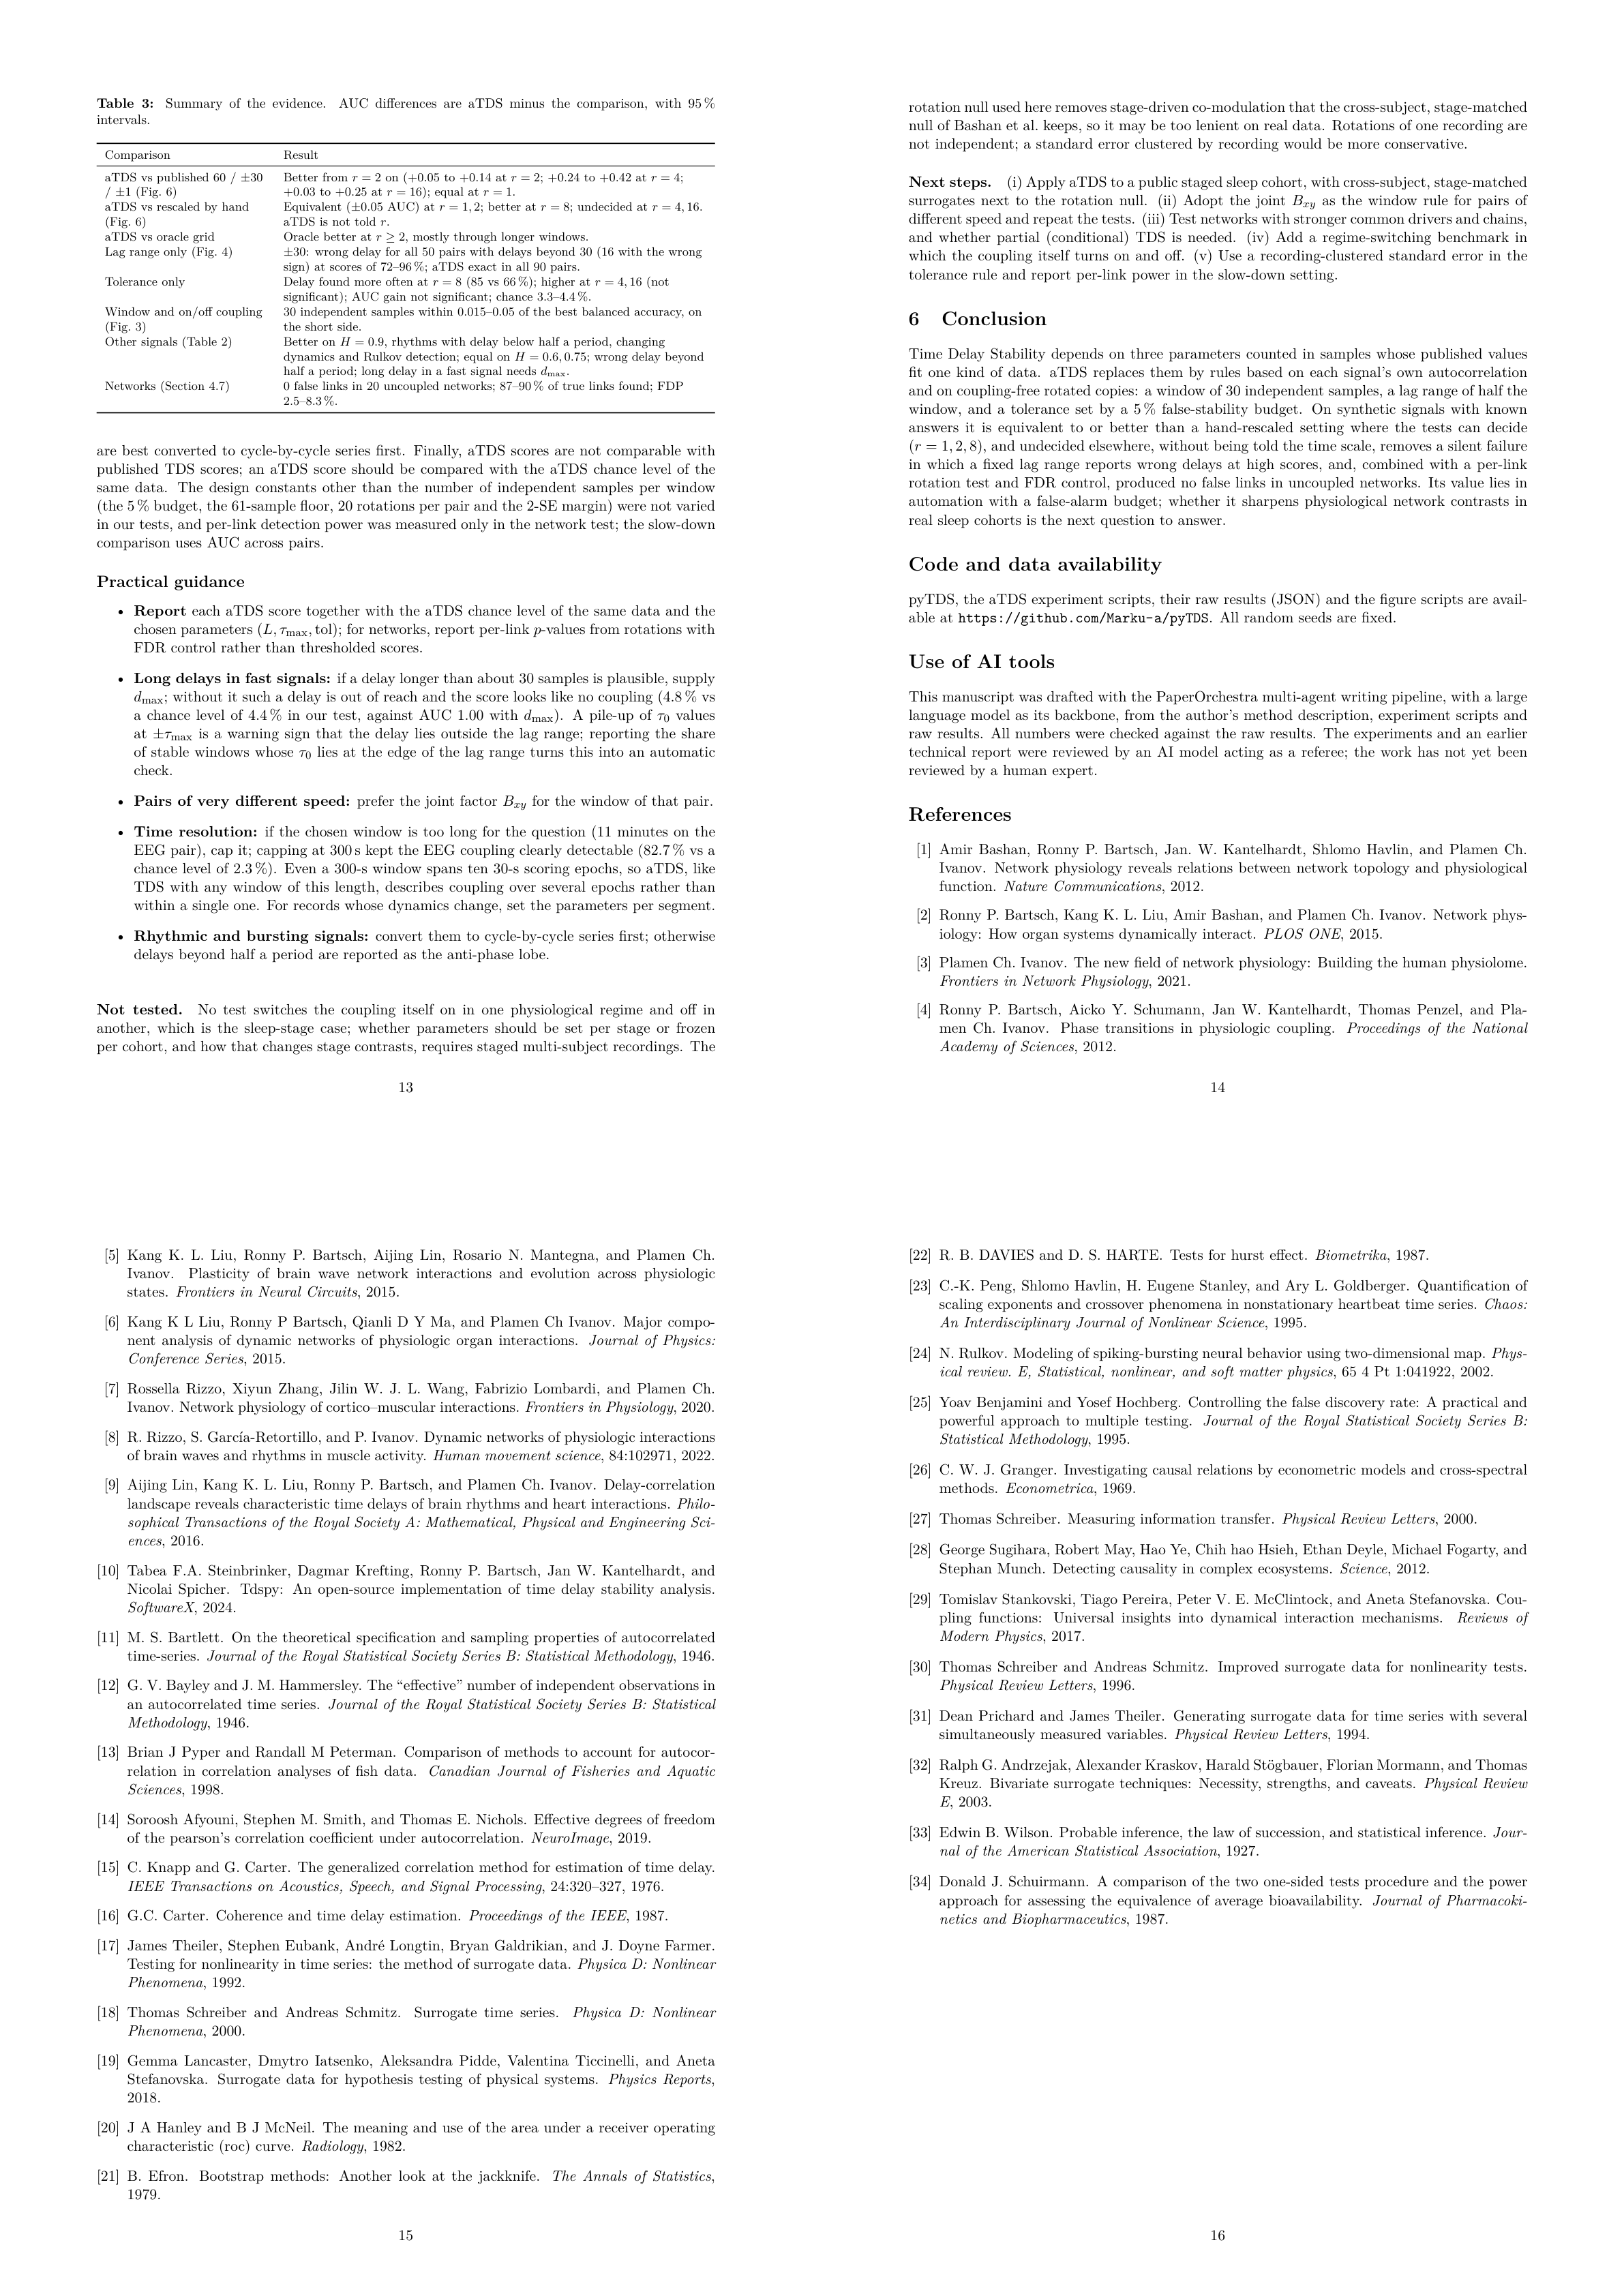 Table 3: Summary of the evidence. AUC differences are aTDS minus the comparison, with 95 %
intervals.
Comparison Result
aTDS vs published 60 / ±30 Better from r = 2 on (+0.05 to +0.14 at r = 2; +0.24 to +0.42 at r = 4;
/ ±1 (Fig. 6) +0.03 to +0.25 at r = 16); equal at r = 1.
aTDS vs rescaled by hand Equivalent (±0.05 AUC) at r = 1, 2; better at r = 8; undecided at r = 4, 16.
(Fig. 6) aTDS is not told r.
aTDS vs oracle grid Oracle better at r ≥ 2, mostly through longer windows.
Lag range only (Fig. 4) ±30: wrong delay for all 50 pairs with delays beyond 30 (16 with the wrong
sign) at scores of 72–96 %; aTDS exact in all 90 pairs.
Tolerance only Delay found more often at r = 8 (85 vs 66 %); higher at r = 4, 16 (not
significant); AUC gain not significant; chance 3.3–4.4 %.
Window and on/off coupling 30 independent samples within 0.015–0.05 of the best balanced accuracy, on
(Fig. 3) the short side.
Other signals (Table 2) Better on H = 0.9, rhythms with delay below half a period, changing
dynamics and Rulkov detection; equal on H = 0.6, 0.75; wrong delay beyond
half a period; long delay in a fast signal needs dmax.
Networks (Section 4.7) 0 false links in 20 uncoupled networks; 87–90 % of true links found; FDP
2.5–8.3 %.
are best converted to cycle-by-cycle series first. Finally, aTDS scores are not comparable with
published TDS scores; an aTDS score should be compared with the aTDS chance level of the
same data. The design constants other than the number of independent samples per window
(the 5 % budget, the 61-sample floor, 20 rotations per pair and the 2-SE margin) were not varied
in our tests, and per-link detection power was measured only in the network test; the slow-down
comparison uses AUC across pairs.
Practical guidance
• Report each aTDS score together with the aTDS chance level of the same data and the
chosen parameters (L, τmax, tol); for networks, report per-link p-values from rotations with
FDR control rather than thresholded scores.
• Long delays in fast signals: if a delay longer than about 30 samples is plausible, supply
dmax; without it such a delay is out of reach and the score looks like no coupling (4.8 % vs
a chance level of 4.4 % in our test, against AUC 1.00 with dmax). A pile-up of τ0 values
at ±τmax is a warning sign that the delay lies outside the lag range; reporting the share
of stable windows whose τ0 lies at the edge of the lag range turns this into an automatic
check.
• Pairs of very different speed: prefer the joint factor Bxy for the window of that pair.
• Time resolution: if the chosen window is too long for the question (11 minutes on the
EEG pair), cap it; capping at 300 s kept the EEG coupling clearly detectable (82.7 % vs a
chance level of 2.3 %). Even a 300-s window spans ten 30-s scoring epochs, so aTDS, like
TDS with any window of this length, describes coupling over several epochs rather than
within a single one. For records whose dynamics change, set the parameters per segment.
• Rhythmic and bursting signals: convert them to cycle-by-cycle series first; otherwise
delays beyond half a period are reported as the anti-phase lobe.
Not tested. No test switches the coupling itself on in one physiological regime and off in
another, which is the sleep-stage case; whether parameters should be set per stage or frozen
per cohort, and how that changes stage contrasts, requires staged multi-subject recordings. The
13
rotation null used here removes stage-driven co-modulation that the cross-subject, stage-matched
null of Bashan et al. keeps, so it may be too lenient on real data. Rotations of one recording are
not independent; a standard error clustered by recording would be more conservative.
Next steps. (i) Apply aTDS to a public staged sleep cohort, with cross-subject, stage-matched
surrogates next to the rotation null. (ii) Adopt the joint Bxy as the window rule for pairs of
different speed and repeat the tests. (iii) Test networks with stronger common drivers and chains,
and whether partial (conditional) TDS is needed. (iv) Add a regime-switching benchmark in
which the coupling itself turns on and off. (v) Use a recording-clustered standard error in the
tolerance rule and report per-link power in the slow-down setting.
6 Conclusion
Time Delay Stability depends on three parameters counted in samples whose published values
fit one kind of data. aTDS replaces them by rules based on each signal's own autocorrelation
and on coupling-free rotated copies: a window of 30 independent samples, a lag range of half the
window, and a tolerance set by a 5 % false-stability budget. On synthetic signals with known
answers it is equivalent to or better than a hand-rescaled setting where the tests can decide
(r = 1, 2, 8), and undecided elsewhere, without being told the time scale, removes a silent failure
in which a fixed lag range reports wrong delays at high scores, and, combined with a per-link
rotation test and FDR control, produced no false links in uncoupled networks. Its value lies in
automation with a false-alarm budget; whether it sharpens physiological network contrasts in
real sleep cohorts is the next question to answer.
Code and data availability
pyTDS, the aTDS experiment scripts, their raw results (JSON) and the figure scripts are avail-
able at https://github.com/Marku-a/pyTDS. All random seeds are fixed.
Use of AI tools
This manuscript was drafted with the PaperOrchestra multi-agent writing pipeline, with a large
language model as its backbone, from the author's method description, experiment scripts and
raw results. All numbers were checked against the raw results. The experiments and an earlier
technical report were reviewed by an AI model acting as a referee; the work has not yet been
reviewed by a human expert.
References
[1] Amir Bashan, Ronny P. Bartsch, Jan. W. Kantelhardt, Shlomo Havlin, and Plamen Ch.
Ivanov. Network physiology reveals relations between network topology and physiological
function. Nature Communications, 2012.
[2] Ronny P. Bartsch, Kang K. L. Liu, Amir Bashan, and Plamen Ch. Ivanov. Network phys-
iology: How organ systems dynamically interact. PLOS ONE, 2015.
[3] Plamen Ch. Ivanov. The new field of network physiology: Building the human physiolome.
Frontiers in Network Physiology, 2021.
[4] Ronny P. Bartsch, Aicko Y. Schumann, Jan W. Kantelhardt, Thomas Penzel, and Pla-
men Ch. Ivanov. Phase transitions in physiologic coupling. Proceedings of the National
Academy of Sciences, 2012.
14
[5] Kang K. L. Liu, Ronny P. Bartsch, Aijing Lin, Rosario N. Mantegna, and Plamen Ch.
Ivanov. Plasticity of brain wave network interactions and evolution across physiologic
states. Frontiers in Neural Circuits, 2015.
[6] Kang K L Liu, Ronny P Bartsch, Qianli D Y Ma, and Plamen Ch Ivanov. Major compo-
nent analysis of dynamic networks of physiologic organ interactions. Journal of Physics:
Conference Series, 2015.
[7] Rossella Rizzo, Xiyun Zhang, Jilin W. J. L. Wang, Fabrizio Lombardi, and Plamen Ch.
Ivanov. Network physiology of cortico–muscular interactions. Frontiers in Physiology, 2020.
[8] R. Rizzo, S. García-Retortillo, and P. Ivanov. Dynamic networks of physiologic interactions
of brain waves and rhythms in muscle activity. Human movement science, 84:102971, 2022.
[9] Aijing Lin, Kang K. L. Liu, Ronny P. Bartsch, and Plamen Ch. Ivanov. Delay-correlation
landscape reveals characteristic time delays of brain rhythms and heart interactions. Philo-
sophical Transactions of the Royal Society A: Mathematical, Physical and Engineering Sci-
ences, 2016.
[10] Tabea F.A. Steinbrinker, Dagmar Krefting, Ronny P. Bartsch, Jan W. Kantelhardt, and
Nicolai Spicher. Tdspy: An open-source implementation of time delay stability analysis.
SoftwareX, 2024.
[11] M. S. Bartlett. On the theoretical specification and sampling properties of autocorrelated
time-series. Journal of the Royal Statistical Society Series B: Statistical Methodology, 1946.
[12] G. V. Bayley and J. M. Hammersley. The “effective” number of independent observations in
an autocorrelated time series. Journal of the Royal Statistical Society Series B: Statistical
Methodology, 1946.
[13] Brian J Pyper and Randall M Peterman. Comparison of methods to account for autocor-
relation in correlation analyses of fish data. Canadian Journal of Fisheries and Aquatic
Sciences, 1998.
[14] Soroosh Afyouni, Stephen M. Smith, and Thomas E. Nichols. Effective degrees of freedom
of the pearson's correlation coefficient under autocorrelation. NeuroImage, 2019.
[15] C. Knapp and G. Carter. The generalized correlation method for estimation of time delay.
IEEE Transactions on Acoustics, Speech, and Signal Processing, 24:320–327, 1976.
[16] G.C. Carter. Coherence and time delay estimation. Proceedings of the IEEE, 1987.
[17] James Theiler, Stephen Eubank, André Longtin, Bryan Galdrikian, and J. Doyne Farmer.
Testing for nonlinearity in time series: the method of surrogate data. Physica D: Nonlinear
Phenomena, 1992.
[18] Thomas Schreiber and Andreas Schmitz. Surrogate time series. Physica D: Nonlinear
Phenomena, 2000.
[19] Gemma Lancaster, Dmytro Iatsenko, Aleksandra Pidde, Valentina Ticcinelli, and Aneta
Stefanovska. Surrogate data for hypothesis testing of physical systems. Physics Reports,
2018.
[20] J A Hanley and B J McNeil. The meaning and use of the area under a receiver operating
characteristic (roc) curve. Radiology, 1982.
[21] B. Efron. Bootstrap methods: Another look at the jackknife. The Annals of Statistics,
1979.
15
[22] R. B. DAVIES and D. S. HARTE. Tests for hurst effect. Biometrika, 1987.
[23] C.-K. Peng, Shlomo Havlin, H. Eugene Stanley, and Ary L. Goldberger. Quantification of
scaling exponents and crossover phenomena in nonstationary heartbeat time series. Chaos:
An Interdisciplinary Journal of Nonlinear Science, 1995.
[24] N. Rulkov. Modeling of spiking-bursting neural behavior using two-dimensional map. Phys-
ical review. E, Statistical, nonlinear, and soft matter physics, 65 4 Pt 1:041922, 2002.
[25] Yoav Benjamini and Yosef Hochberg. Controlling the false discovery rate: A practical and
powerful approach to multiple testing. Journal of the Royal Statistical Society Series B:
Statistical Methodology, 1995.
[26] C. W. J. Granger. Investigating causal relations by econometric models and cross-spectral
methods. Econometrica, 1969.
[27] Thomas Schreiber. Measuring information transfer. Physical Review Letters, 2000.
[28] George Sugihara, Robert May, Hao Ye, Chih hao Hsieh, Ethan Deyle, Michael Fogarty, and
Stephan Munch. Detecting causality in complex ecosystems. Science, 2012.
[29] Tomislav Stankovski, Tiago Pereira, Peter V. E. McClintock, and Aneta Stefanovska. Cou-
pling functions: Universal insights into dynamical interaction mechanisms. Reviews of
Modern Physics, 2017.
[30] Thomas Schreiber and Andreas Schmitz. Improved surrogate data for nonlinearity tests.
Physical Review Letters, 1996.
[31] Dean Prichard and James Theiler. Generating surrogate data for time series with several
simultaneously measured variables. Physical Review Letters, 1994.
[32] Ralph G. Andrzejak, Alexander Kraskov, Harald Stögbauer, Florian Mormann, and Thomas
Kreuz. Bivariate surrogate techniques: Necessity, strengths, and caveats. Physical Review
E, 2003.
[33] Edwin B. Wilson. Probable inference, the law of succession, and statistical inference. Jour-
nal of the American Statistical Association, 1927.
[34] Donald J. Schuirmann. A comparison of the two one-sided tests procedure and the power
approach for assessing the equivalence of average bioavailability. Journal of Pharmacoki-
netics and Biopharmaceutics, 1987.
16